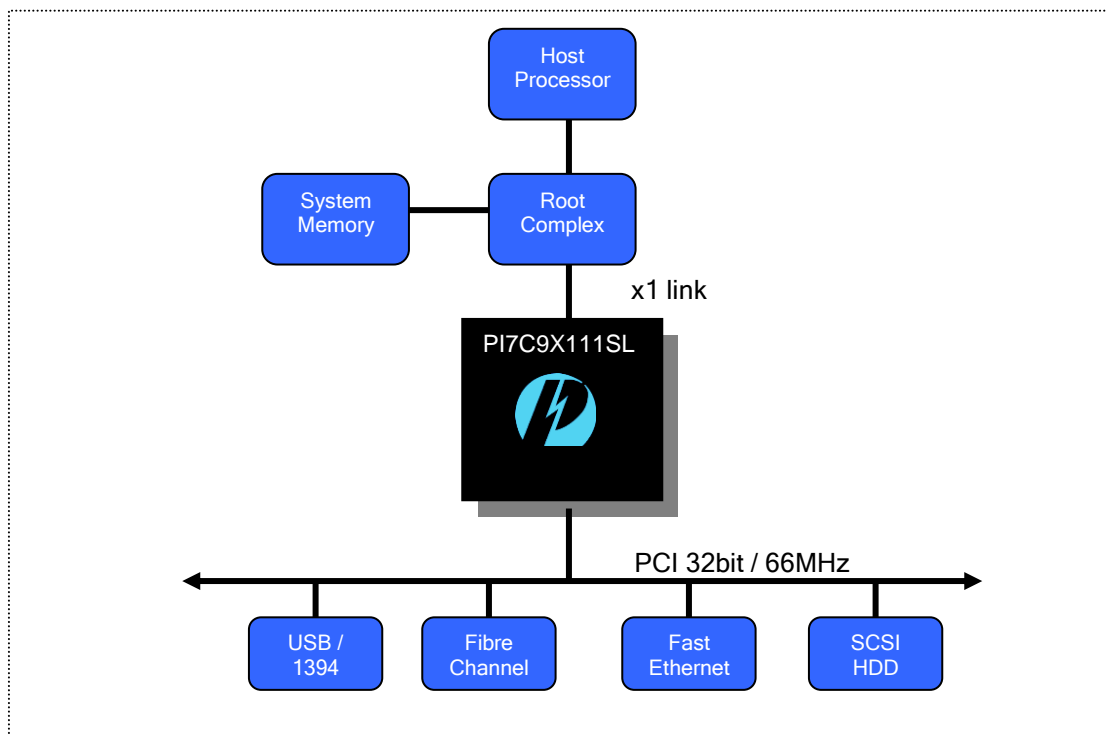 Host
Processor
System
Memory
Root
Complex
x1 link
PI7C9X111SL
PCI 32bit / 66MHz
USB /
1394
Fibre
Channel
Fast
Ethernet
SCSI
HDD